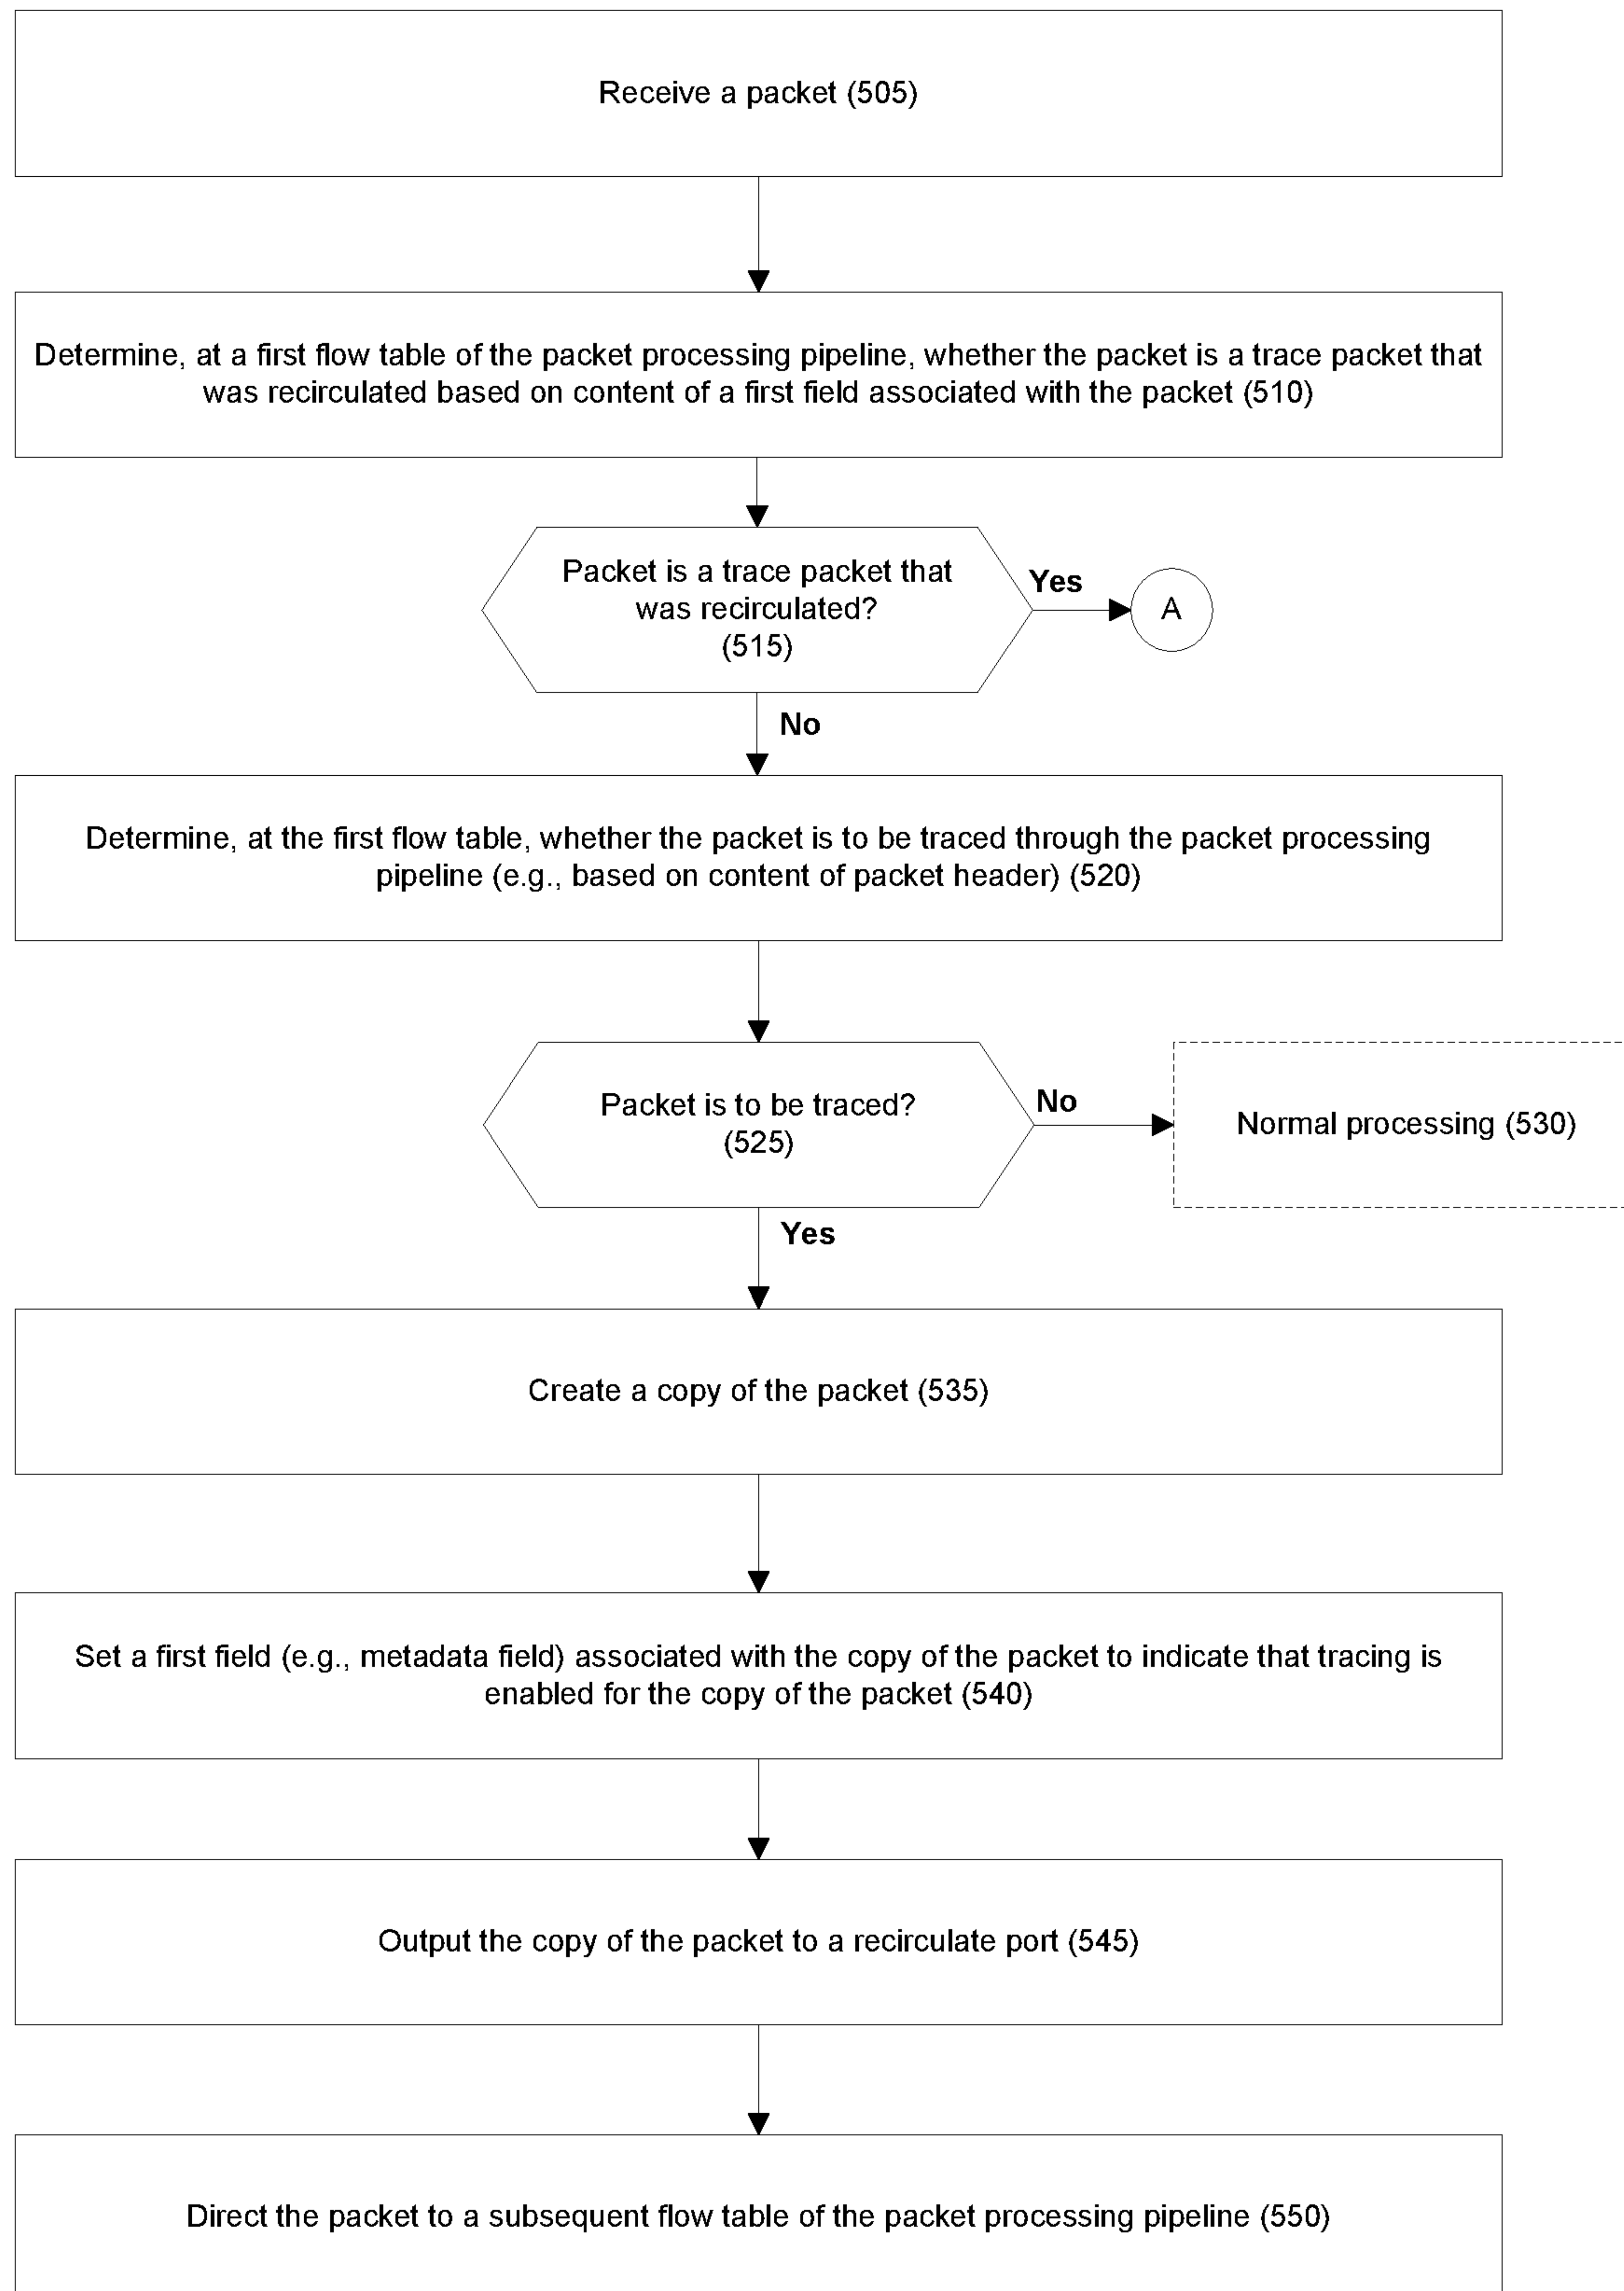 Receive a packet (505)
Determine, at a first flow table of the packet processing pipeline, whether the packet is a trace packet that
was recirculated based on content of a first field associated with the packet (510)
Packet is a trace packet that
was recirculated?
(515)
Yes
A
No
Determine, at the first flow table, whether the packet is to be traced through the packet processing
pipeline (e.g., based on content of packet header) (520)
Packet is to be traced?
(525)
No
Normal processing (530)
Yes
Create a copy of the packet (535)
Set a first field (e.g., metadata field) associated with the copy of the packet to indicate that tracing is
enabled for the copy of the packet (540)
Output the copy of the packet to a recirculate port (545)
Direct the packet to a subsequent flow table of the packet processing pipeline (550)